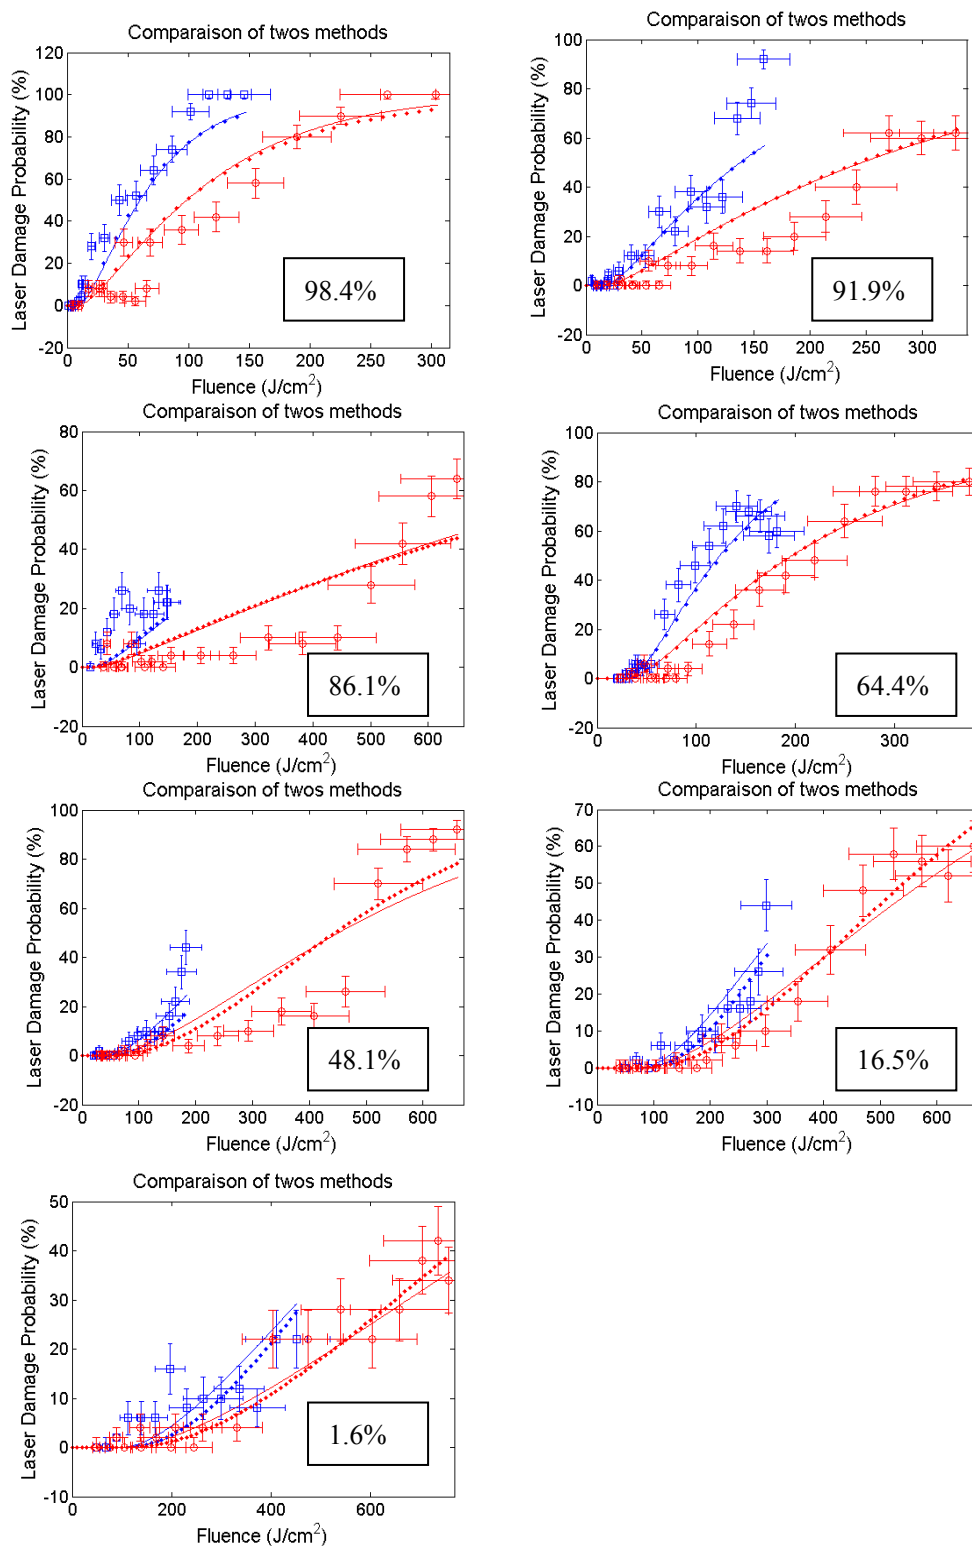 Comparaison of twos methods
Laser Damage Probability (%)
120
100
80
60
40
20
0
-20
0 50 100 150 200 250 300
Fluence (J/cm2)
98.4%
Comparaison of twos methods
Laser Damage Probability (%)
100
80
60
40
20
0
-20
0 50 100 150 200 250 300
Fluence (J/cm2)
91.9%
Comparaison of twos methods
Laser Damage Probability (%)
80
60
40
20
0
-20
0 100 200 300 400 500 600
Fluence (J/cm2)
86.1%
Comparaison of twos methods
Laser Damage Probability (%)
100
80
60
40
20
0
-20
0 100 200 300
Fluence (J/cm2)
64.4%
Comparaison of twos methods
Laser Damage Probability (%)
100
80
60
40
20
0
-20
0 100 200 300 400 500 600
Fluence (J/cm2)
48.1%
Comparaison of twos methods
Laser Damage Probability (%)
70
60
50
40
30
20
10
0
-10
0 100 200 300 400 500 600
Fluence (J/cm2)
16.5%
Comparaison of twos methods
Laser Damage Probability (%)
50
40
30
20
10
0
-10
0 200 400 600
Fluence (J/cm2)
1.6%